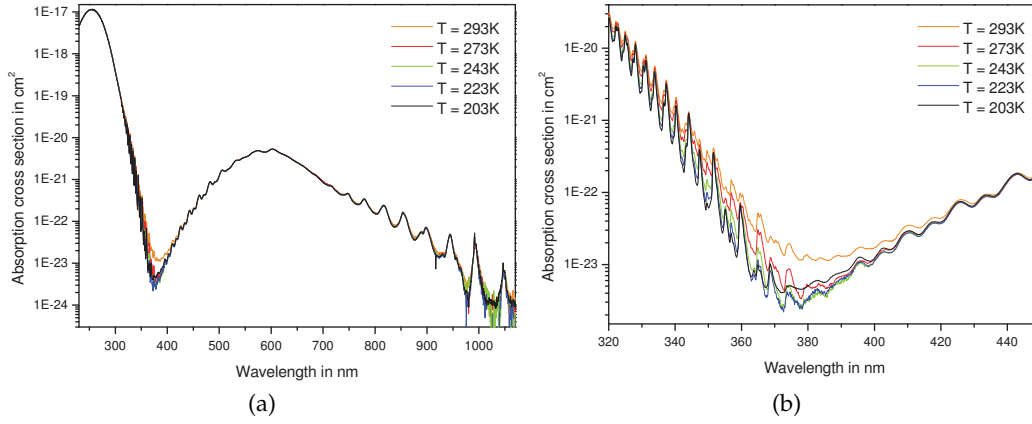 1E-17
1E-18
1E-19
1E-20
1E-21
1E-22
1E-23
1E-24
Absorption cross section in cm²
T = 293K
T = 273K
T = 243K
T = 223K
T = 203K
300 400 500 600 700 800 900 1000
Wavelength in nm
(a)
1E-20
1E-21
1E-22
1E-23
Absorption cross section in cm²
T = 293K
T = 273K
T = 243K
T = 223K
T = 203K
320 340 360 380 400 420 440
Wavelength in nm
(b)